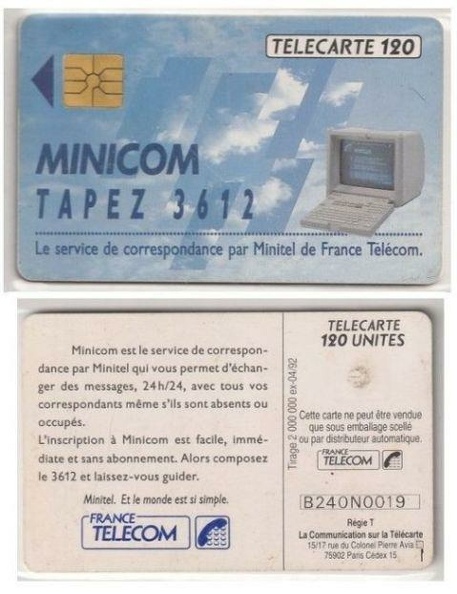 TELECARTE 120
MINICOM
TAPEZ 3612
Le service de correspondance par Minitel de France Telecom.
Minicom est le service de correspon-
dance par Minitel qui vous permet d'échan-
ger des messages, 24h/24, avec tous vos
correspondants même s'ils sont absents ou
occupés.
L'inscription à Minicom est facile, immé-
diate et sans abonnement. Alors composez
le 3612 et laissez-vous guider.
Minitel. Et le monde est si simple.
FRANCE
TELECOM
Tirage 2 000 000 ex-04/92
TELECARTE
120 UNITES
Cette carte ne peut être vendue
que sous emballage scellé
ou par distributeur automatique.
FRANCE
TELECOM
B240N0019
Régie T
La Communication sur la Télécarte
15/17 rue du Colonel Pierre Avia
75902 Paris Cédex 15